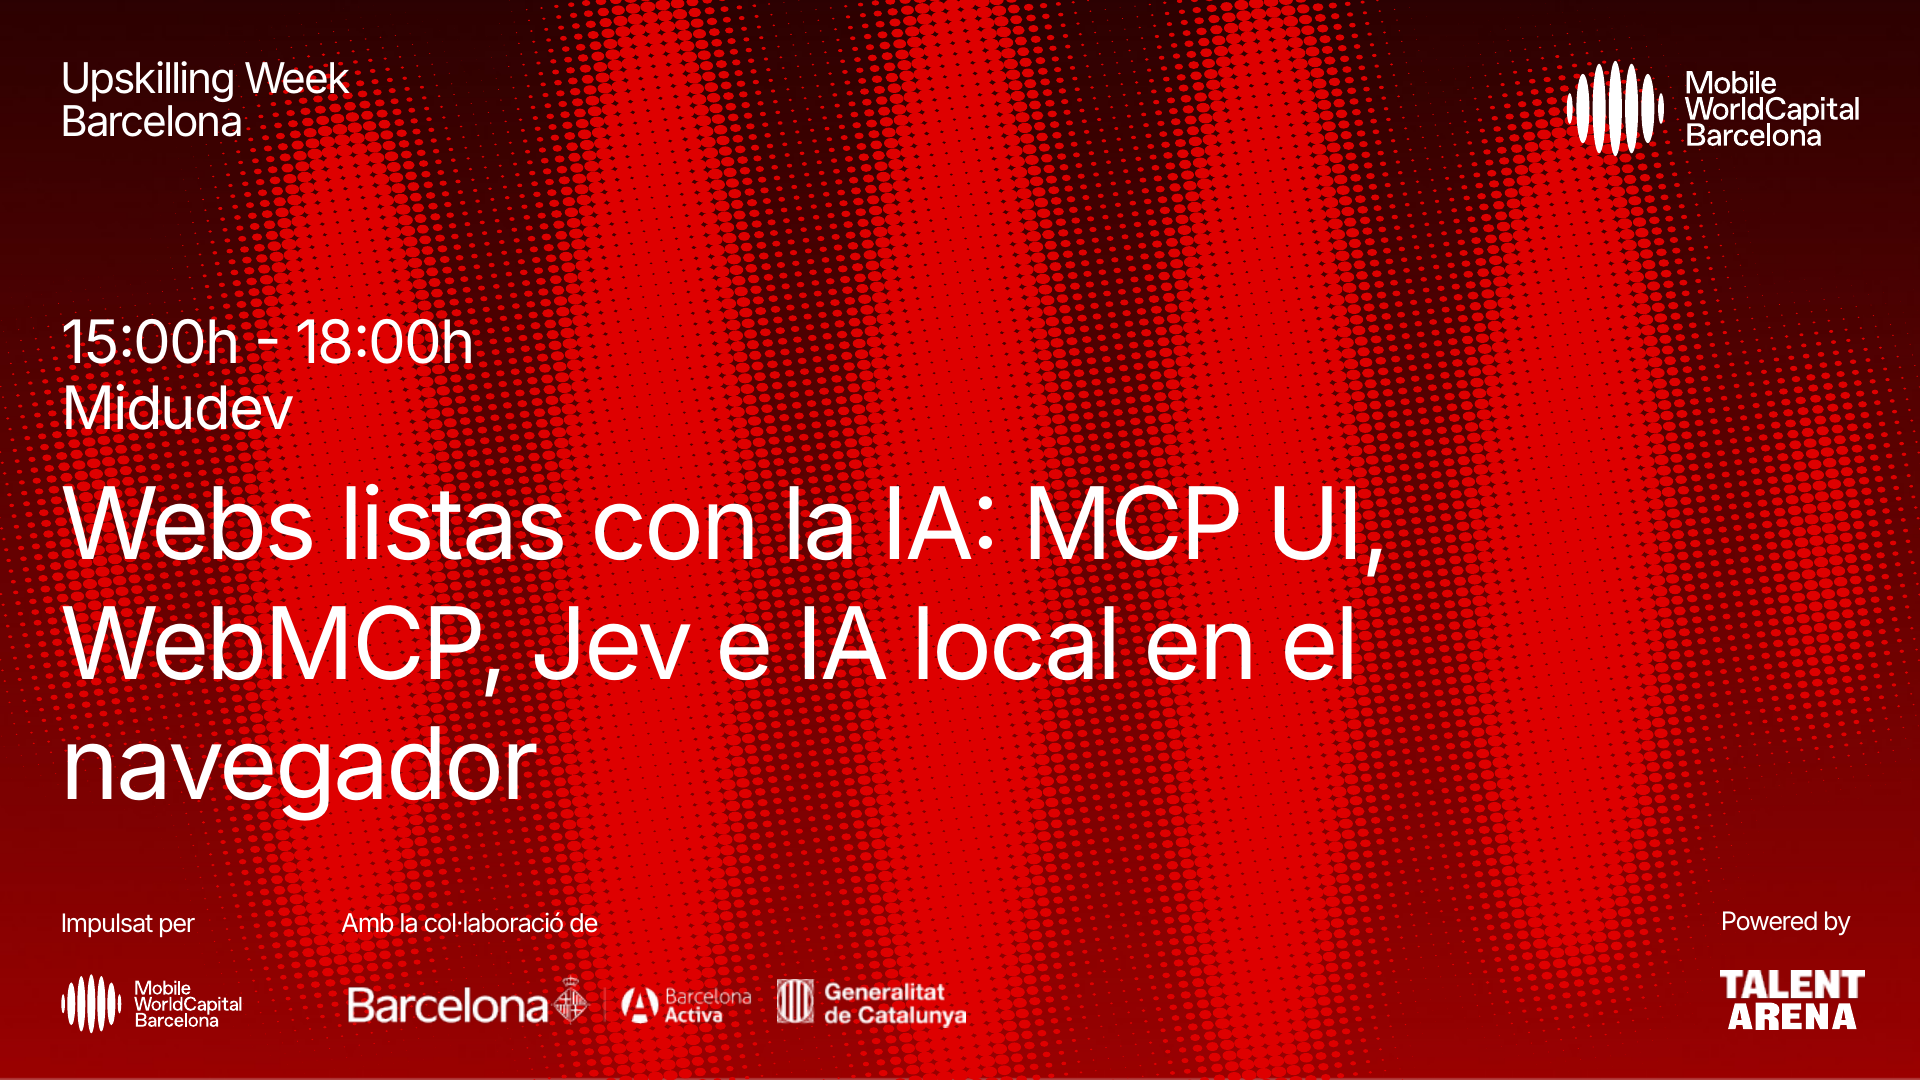 Upskilling Week
Barcelona
Mobile
WorldCapital
Barcelona
15:00h - 18:00h
Midudev
Webs listas con la IA: MCP UI,
WebMCP, Jev e IA local en el
navegador
Impulsat per
Mobile
WorldCapital
Barcelona
Amb la col·laboració de
Barcelona
Barcelona
Activa
Generalitat
de Catalunya
Powered by
TALENT
ARENA